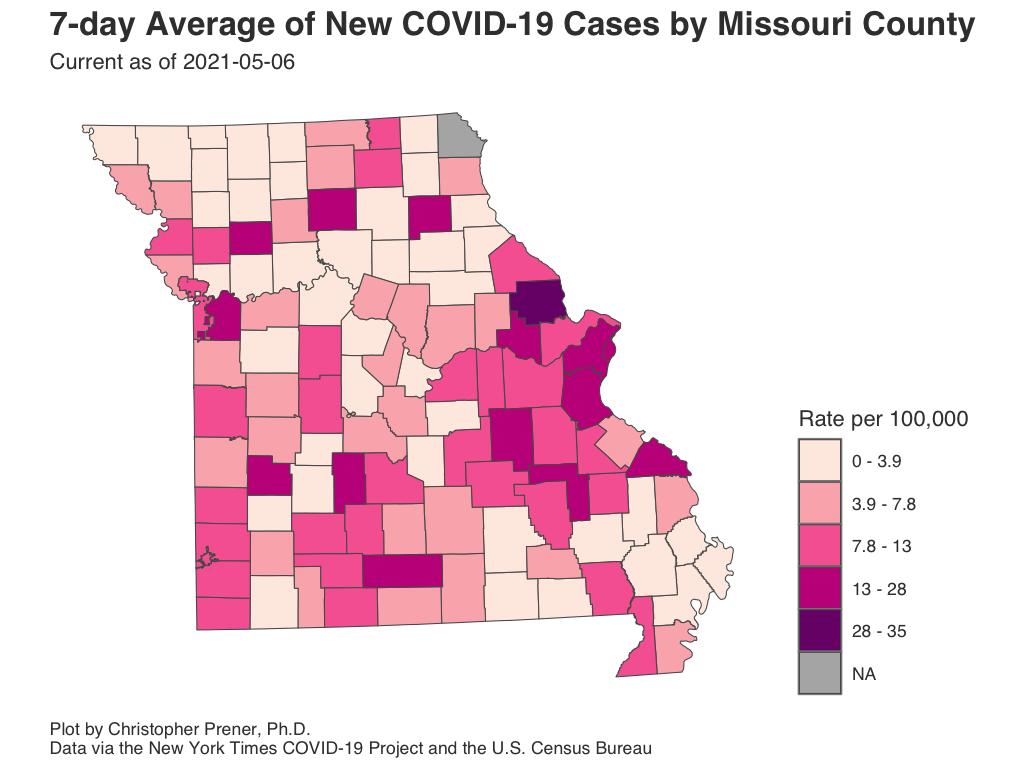 7-day Average of New COVID-19 Cases by Missouri County
Current as of 2021-05-06
Rate per 100,000
0 - 3.9
3.9 - 7.8
7.8 - 13
13 - 28
28 - 35
NA
Plot by Christopher Prener, Ph.D.
Data via the New York Times COVID-19 Project and the U.S. Census Bureau